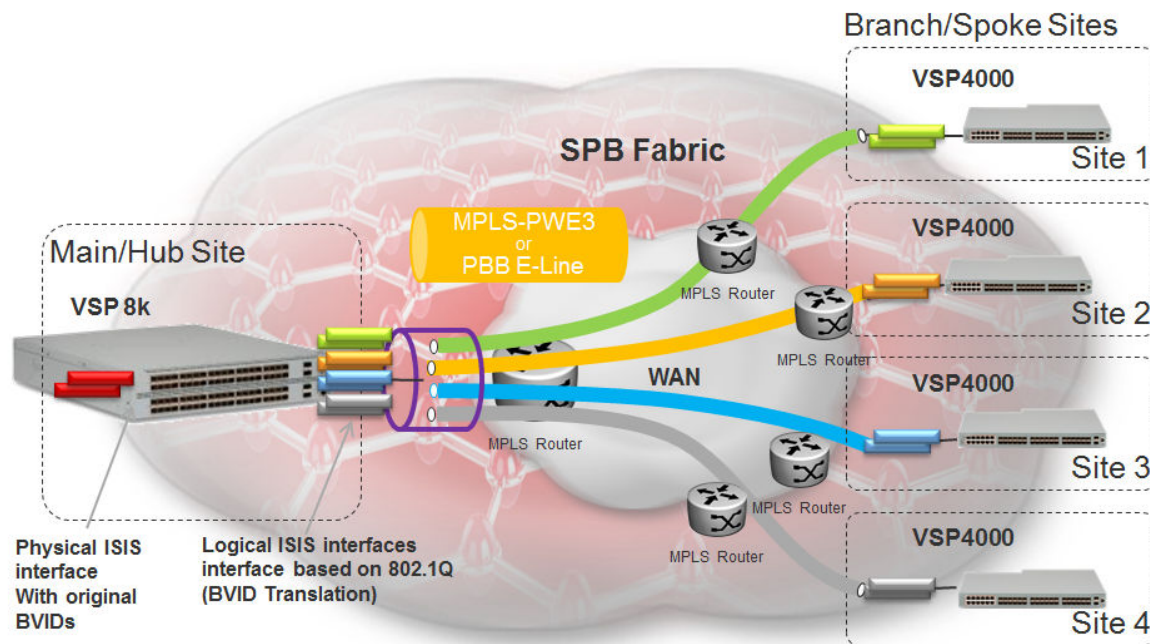 Branch/Spoke Sites
VSP4000
Site 1
SPB Fabric
MPLS-PWE3
or
PBB E-Line
MPLS Router
VSP4000
Site 2
Main/Hub Site
VSP 8k
MPLS Router
WAN
VSP4000
Site 3
MPLS Router
MPLS Router
MPLS Router
VSP4000
Site 4
Physical ISIS
interface
With original
BVIDs
Logical ISIS interfaces
interface based on 802.1Q
(BVID Translation)